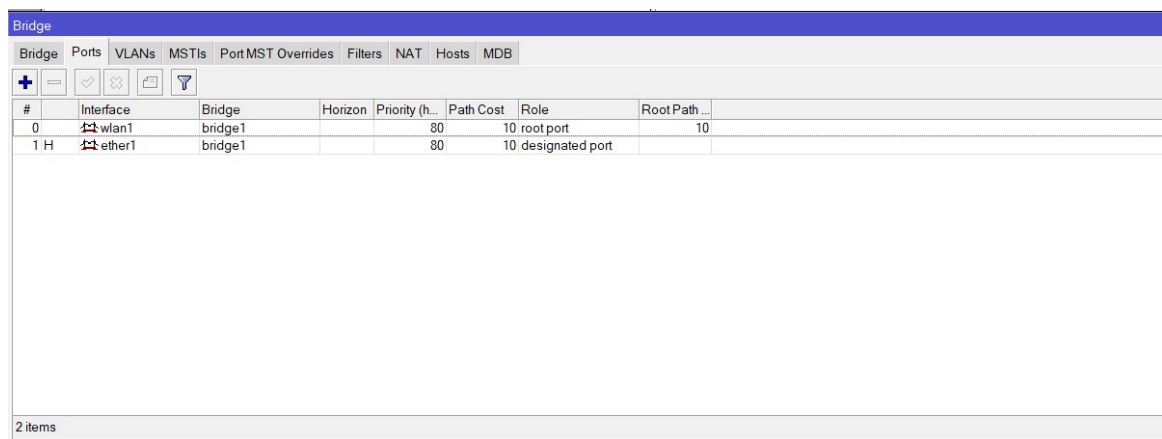 Bridge
Bridge Ports VLANs MSTIs Port MST Overrides Filters NAT Hosts MDB
# Interface Bridge Horizon Priority (h... Path Cost Role Root Path ...
0 wlan1 bridge1 80 10 root port 10
1 H ether1 bridge1 80 10 designated port
2 items